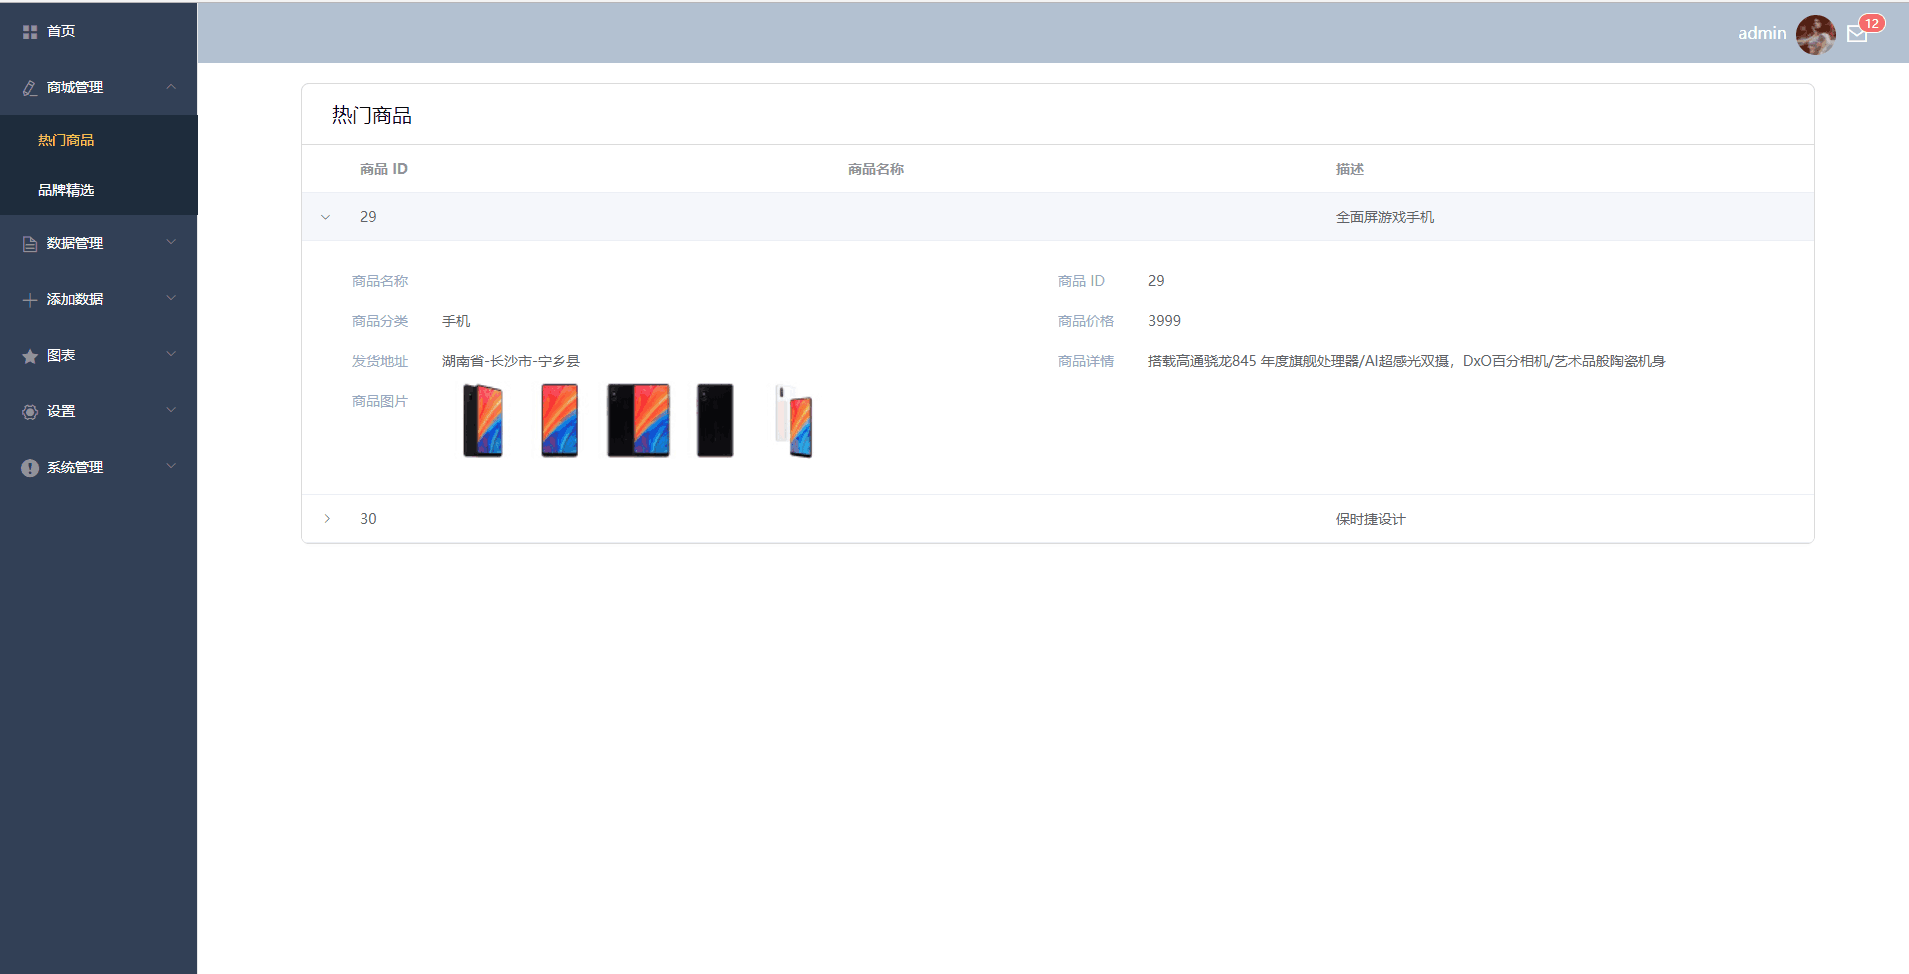 首页
商城管理
热门商品
品牌精选
数据管理
添加数据
图表
设置
系统管理
admin
12
热门商品
商品 ID 商品名称 描述
29 全面屏游戏手机
商品名称 商品 ID 29
商品分类 手机 商品价格 3999
发货地址 湖南省-长沙市-宁乡县 商品详情 搭载高通骁龙845 年度旗舰处理器/AI超感光双摄，DxO百分相机/艺术品般陶瓷机身
商品图片
30 保时捷设计